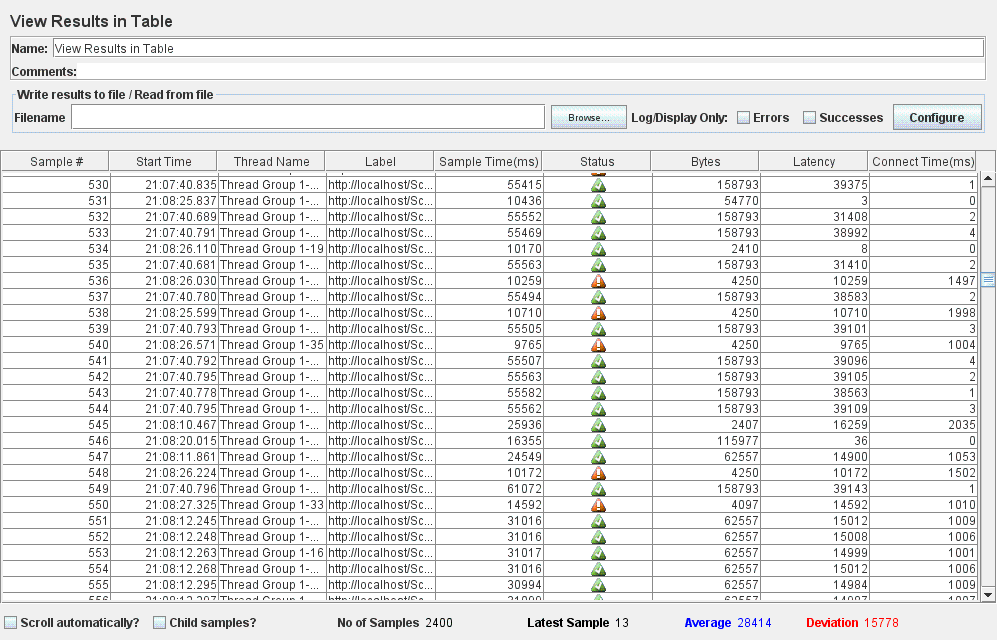 View Results in Table
Name: View Results in Table
Comments:
Write results to file / Read from file
Filename Browse... Log/Display Only: Errors Successes Configure
Sample # Start Time Thread Name Label Sample Time(ms) Status Bytes Latency Connect Time(ms)
530 21:07:40.835 Thread Group 1-... http://localhost/Sc... 55415 158793 39375 1
531 21:08:25.837 Thread Group 1-... http://localhost/Sc... 10436 54770 3 0
532 21:07:40.689 Thread Group 1-... http://localhost/Sc... 55552 158793 31408 2
533 21:07:40.791 Thread Group 1-... http://localhost/Sc... 55469 158793 38992 4
534 21:08:26.110 Thread Group 1-19 http://localhost/Sc... 10170 2410 8 0
535 21:07:40.681 Thread Group 1-... http://localhost/Sc... 55563 158793 31410 2
536 21:08:26.030 Thread Group 1-... http://localhost/Sc... 10259 4250 10259 1497
537 21:07:40.780 Thread Group 1-... http://localhost/Sc... 55494 158793 38583 2
538 21:08:25.599 Thread Group 1-... http://localhost/Sc... 10710 4250 10710 1998
539 21:07:40.793 Thread Group 1-... http://localhost/Sc... 55505 158793 39101 3
540 21:08:26.571 Thread Group 1-35 http://localhost/Sc... 9765 4250 9765 1004
541 21:07:40.792 Thread Group 1-... http://localhost/Sc... 55507 158793 39096 4
542 21:07:40.795 Thread Group 1-... http://localhost/Sc... 55563 158793 39105 2
543 21:07:40.778 Thread Group 1-... http://localhost/Sc... 55582 158793 38563 1
544 21:07:40.795 Thread Group 1-... http://localhost/Sc... 55562 158793 39109 3
545 21:08:10.467 Thread Group 1-... http://localhost/Sc... 25936 2407 16259 2035
546 21:08:20.015 Thread Group 1-... http://localhost/Sc... 16355 115977 36 0
547 21:08:11.861 Thread Group 1-... http://localhost/Sc... 24549 62557 14900 1053
548 21:08:26.224 Thread Group 1-... http://localhost/Sc... 10172 4250 10172 1502
549 21:07:40.796 Thread Group 1-... http://localhost/Sc... 61072 158793 39143 1
550 21:08:27.325 Thread Group 1-33 http://localhost/Sc... 14592 4097 14592 1010
551 21:08:12.245 Thread Group 1-... http://localhost/Sc... 31016 62557 15012 1009
552 21:08:12.248 Thread Group 1-... http://localhost/Sc... 31016 62557 15008 1006
553 21:08:12.263 Thread Group 1-16 http://localhost/Sc... 31017 62557 14999 1001
554 21:08:12.268 Thread Group 1-... http://localhost/Sc... 31016 62557 15012 1006
555 21:08:12.295 Thread Group 1-... http://localhost/Sc... 30994 62557 14984 1009
Scroll automatically? Child samples? No of Samples 2400 Latest Sample 13 Average 28414 Deviation 15778